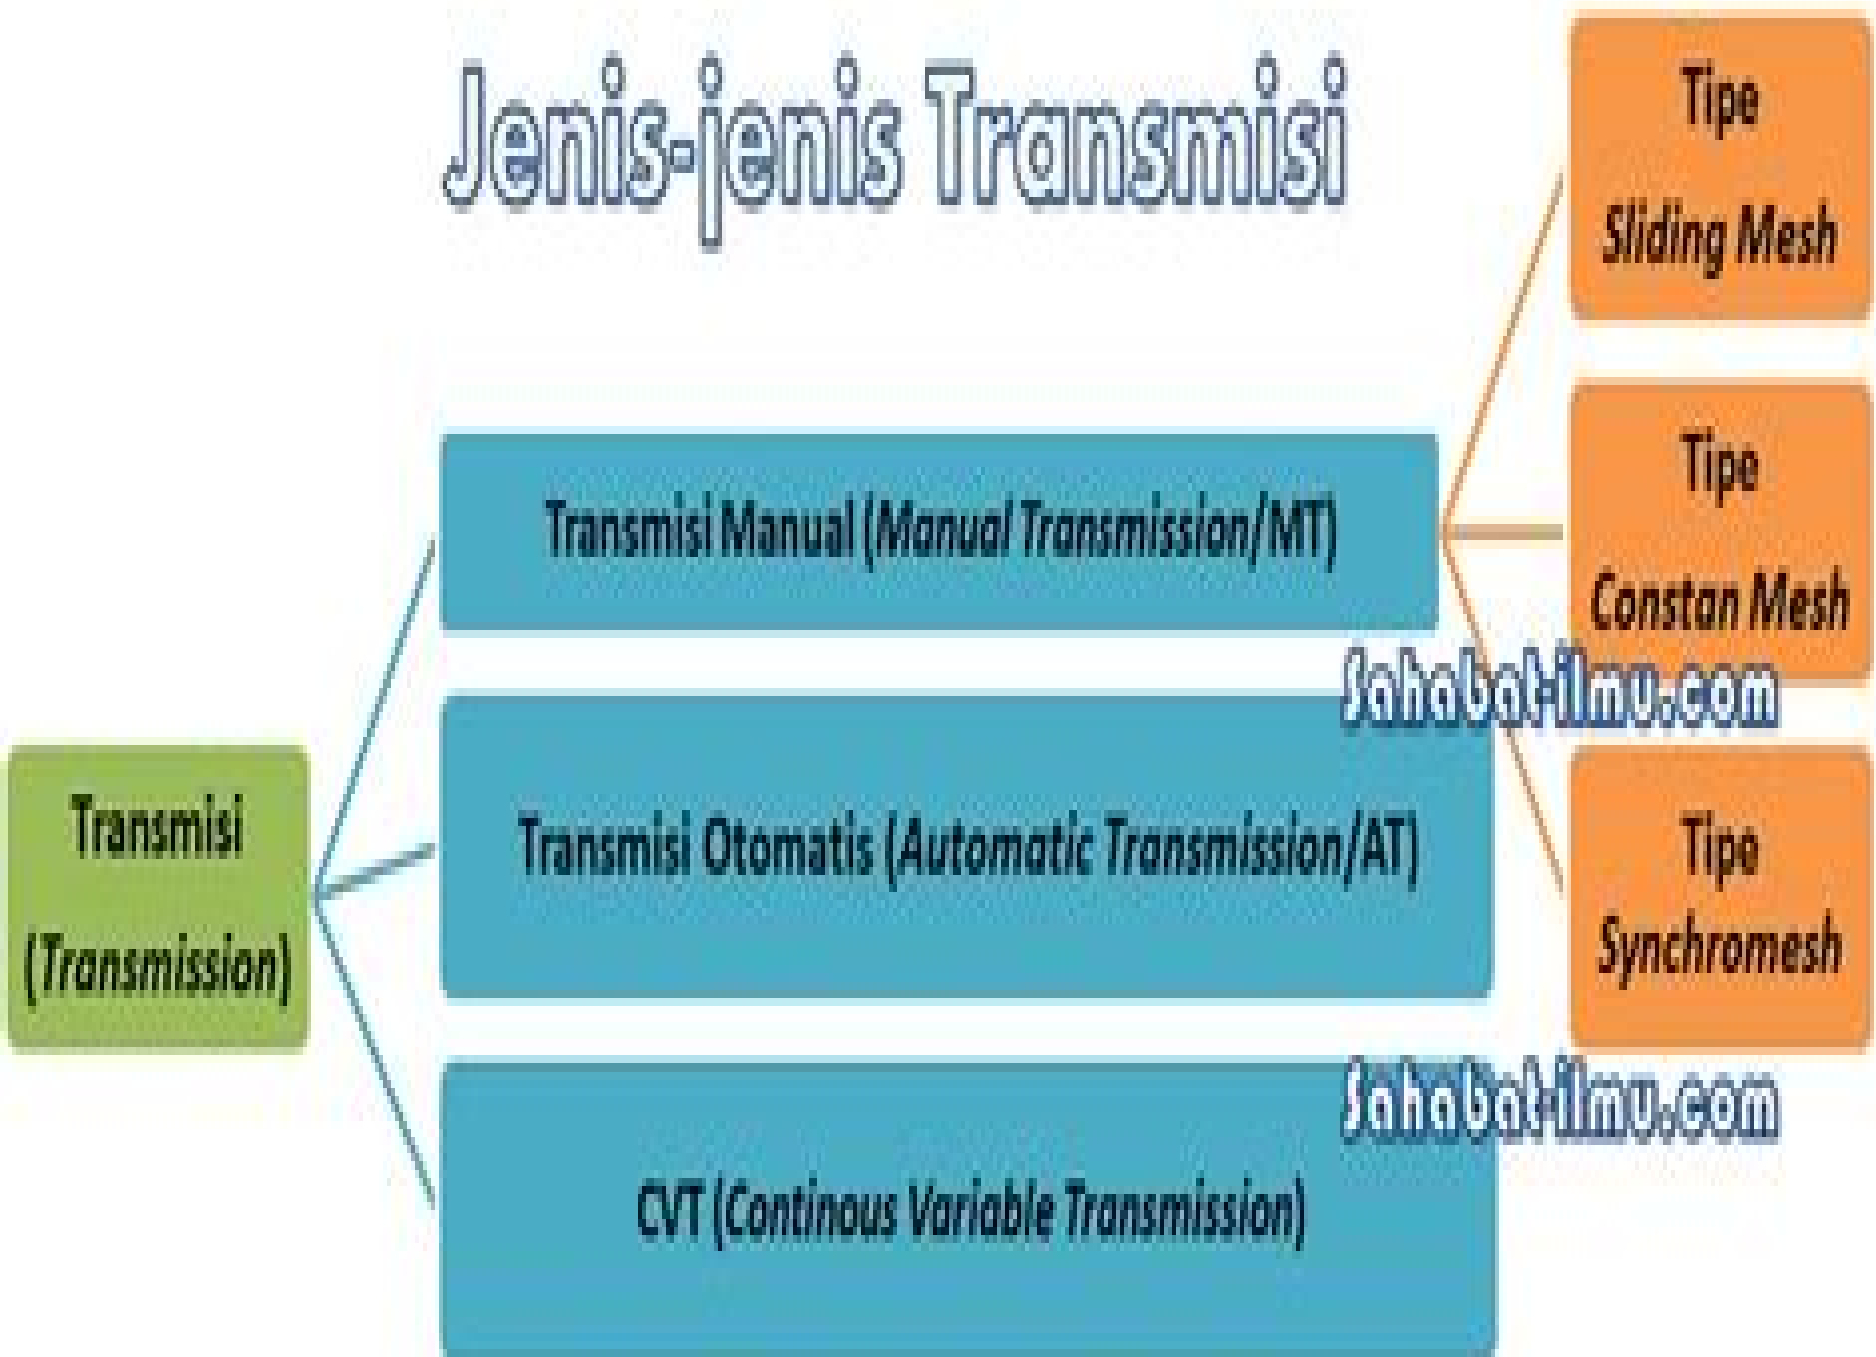 Jenis-jenis Transmisi
Transmisi
(Transmission)
Transmisi Manual (Manual Transmission/MT)
Transmisi Otomatis (Automatic Transmission/AT)
CVT (Continous Variable Transmission)
Tipe
Sliding Mesh
Tipe
Constan Mesh
Sahabat-ilmu.com
Tipe
Synchromesh
Sahabat-ilmu.com